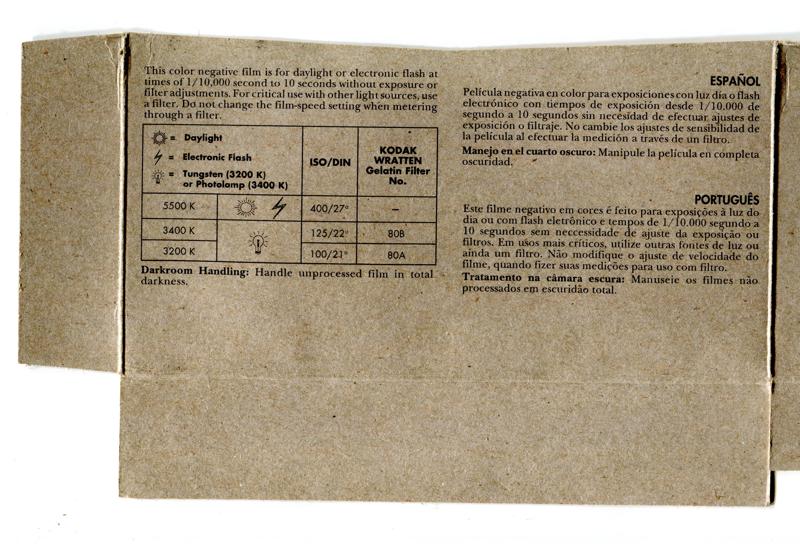 This color negative film is for daylight or electronic flash at
times of 1/10,000 second to 10 seconds without exposure or
filter adjustments. For critical use with other light sources, use
a filter. Do not change the film-speed setting when metering
through a filter.
= Daylight
= Electronic Flash
= Tungsten (3200 K)
or Photolamp (3400 K)
ISO/DIN
KODAK
WRATTEN
Gelatin Filter
No.
5500 K 400/27° –
3400 K 125/22° 80B
3200 K 100/21° 80A
Darkroom Handling: Handle unprocessed film in total
darkness.
ESPAÑOL
Película negativa en color para exposiciones con luz día o flash
electrónico con tiempos de exposición desde 1/10.000 de
segundo a 10 segundos sin necesidad de efectuar ajustes de
exposición o filtraje. No cambie los ajustes de sensibilidad de
la película al efectuar la medición a través de un filtro.
Manejo en el cuarto oscuro: Manipule la película en completa
oscuridad.
PORTUGUÊS
Este filme negativo em cores é feito para exposições à luz do
dia ou com flash eletrônico e tempos de 1/10.000 segundo a
10 segundos sem neccessidade de ajuste da exposição ou
filtros. Em usos mais críticos, utilize outras fontes de luz ou
ainda um filtro. Não modifique o ajuste de velocidade do
filme, quando fizer suas medições para uso com filtro.
Tratamento na câmara escura: Manuseie os filmes não
processados em escuridão total.